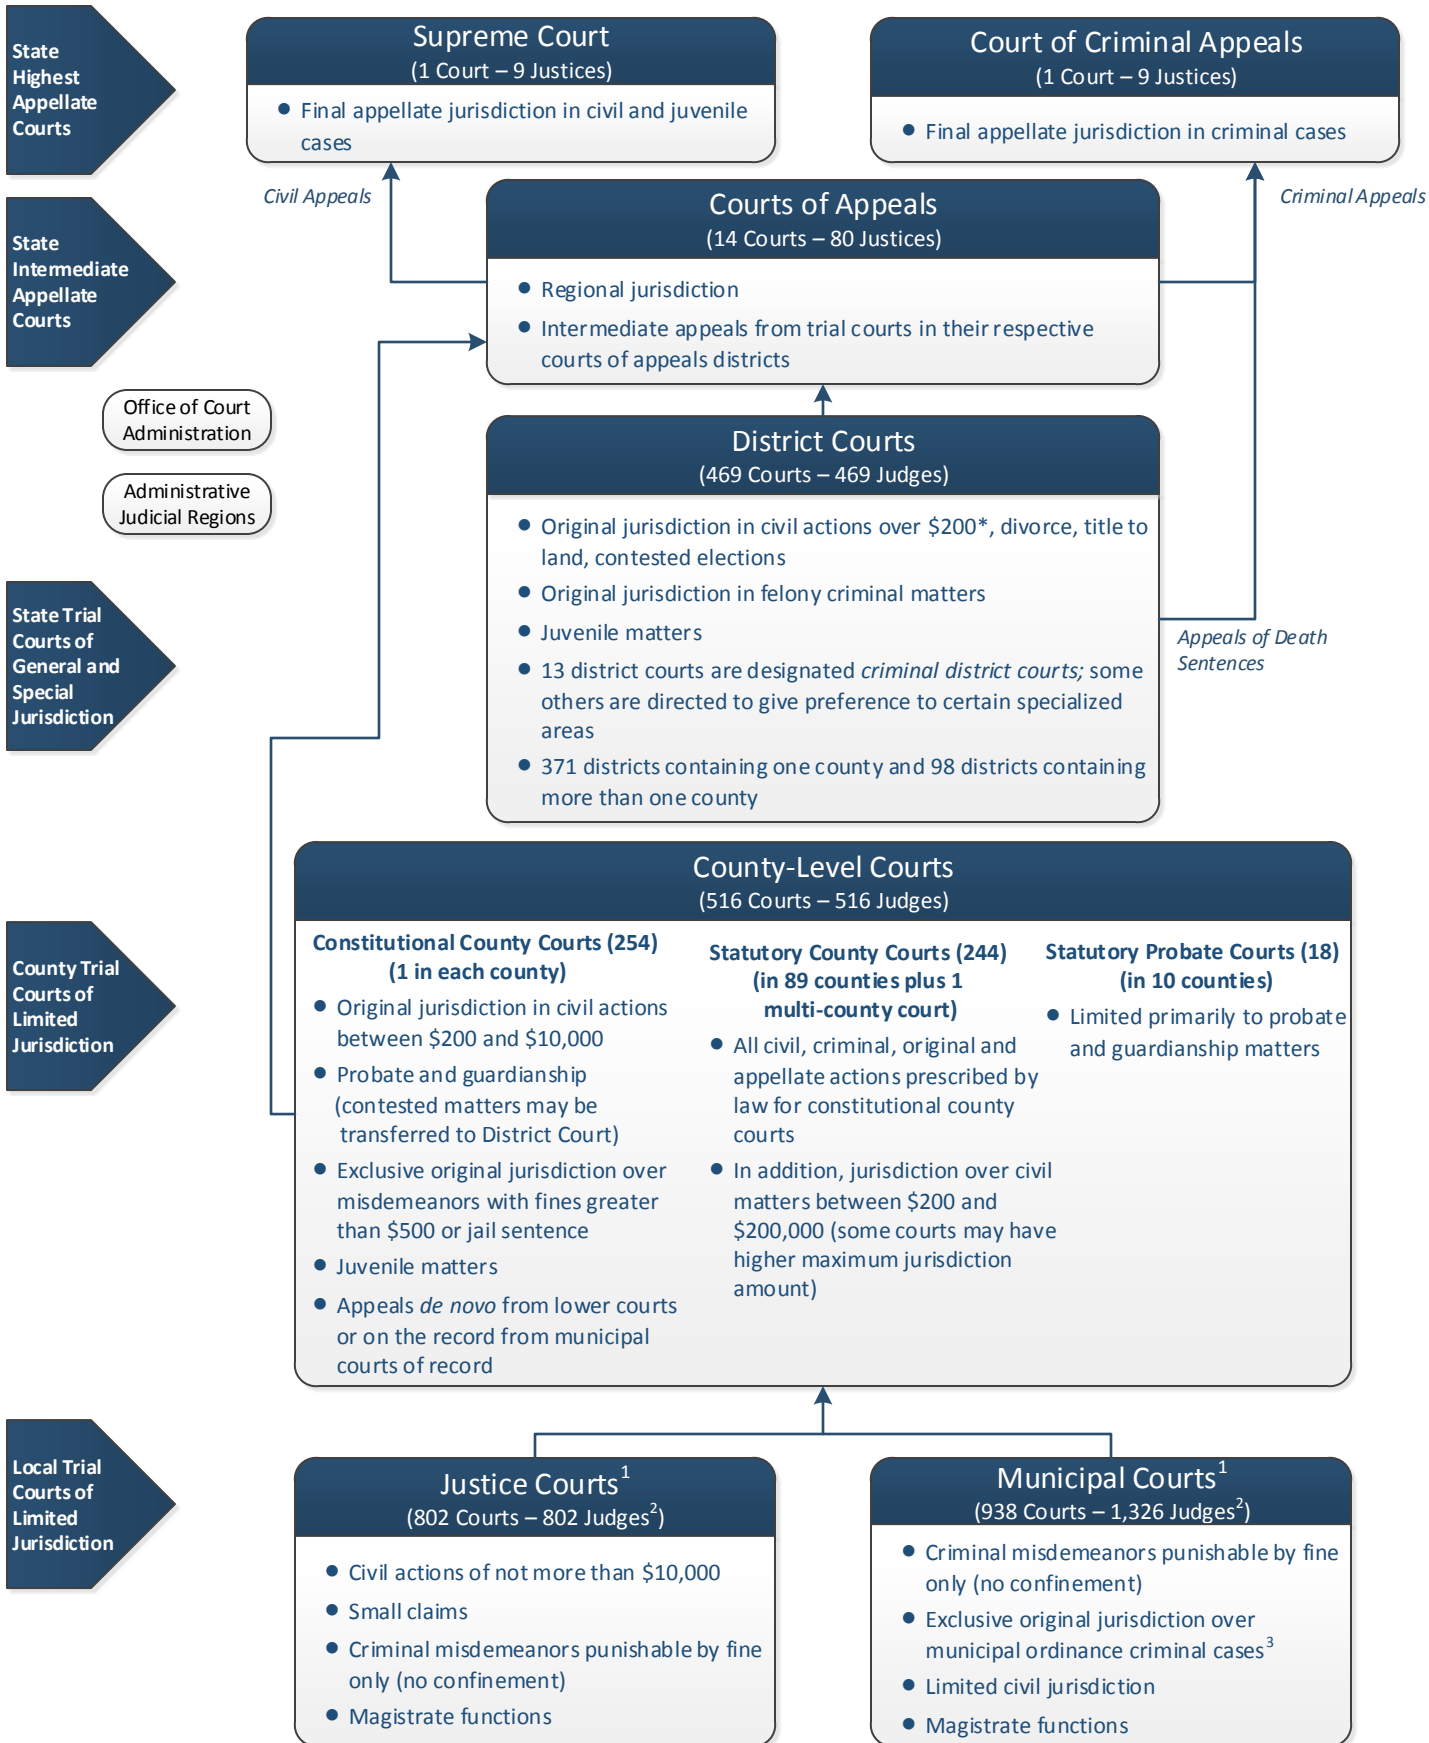 State
Highest
Appellate
Courts
Supreme Court
(1 Court – 9 Justices)
• Final appellate jurisdiction in civil and juvenile
cases
Court of Criminal Appeals
(1 Court – 9 Justices)
• Final appellate jurisdiction in criminal cases
Civil Appeals
Criminal Appeals
State
Intermediate
Appellate
Courts
Courts of Appeals
(14 Courts – 80 Justices)
• Regional jurisdiction
• Intermediate appeals from trial courts in their respective
courts of appeals districts
Office of Court
Administration
Administrative
Judicial Regions
State Trial
Courts of
General and
Special
Jurisdiction
District Courts
(469 Courts – 469 Judges)
• Original jurisdiction in civil actions over $200*, divorce, title to
land, contested elections
• Original jurisdiction in felony criminal matters
• Juvenile matters
• 13 district courts are designated criminal district courts; some
others are directed to give preference to certain specialized
areas
• 371 districts containing one county and 98 districts containing
more than one county
Appeals of Death
Sentences
County Trial
Courts of
Limited
Jurisdiction
County-Level Courts
(516 Courts – 516 Judges)
Constitutional County Courts (254)
(1 in each county)
• Original jurisdiction in civil actions
between $200 and $10,000
• Probate and guardianship
(contested matters may be
transferred to District Court)
• Exclusive original jurisdiction over
misdemeanors with fines greater
than $500 or jail sentence
• Juvenile matters
• Appeals de novo from lower courts
or on the record from municipal
courts of record
Statutory County Courts (244)
(in 89 counties plus 1
multi-county court)
• All civil, criminal, original and
appellate actions prescribed by
law for constitutional county
courts
• In addition, jurisdiction over civil
matters between $200 and
$200,000 (some courts may have
higher maximum jurisdiction
amount)
Statutory Probate Courts (18)
(in 10 counties)
• Limited primarily to probate
and guardianship matters
Local Trial
Courts of
Limited
Jurisdiction
Justice Courts¹
(802 Courts – 802 Judges²)
• Civil actions of not more than $10,000
• Small claims
• Criminal misdemeanors punishable by fine
only (no confinement)
• Magistrate functions
Municipal Courts¹
(938 Courts – 1,326 Judges²)
• Criminal misdemeanors punishable by fine
only (no confinement)
• Exclusive original jurisdiction over
municipal ordinance criminal cases³
• Limited civil jurisdiction
• Magistrate functions